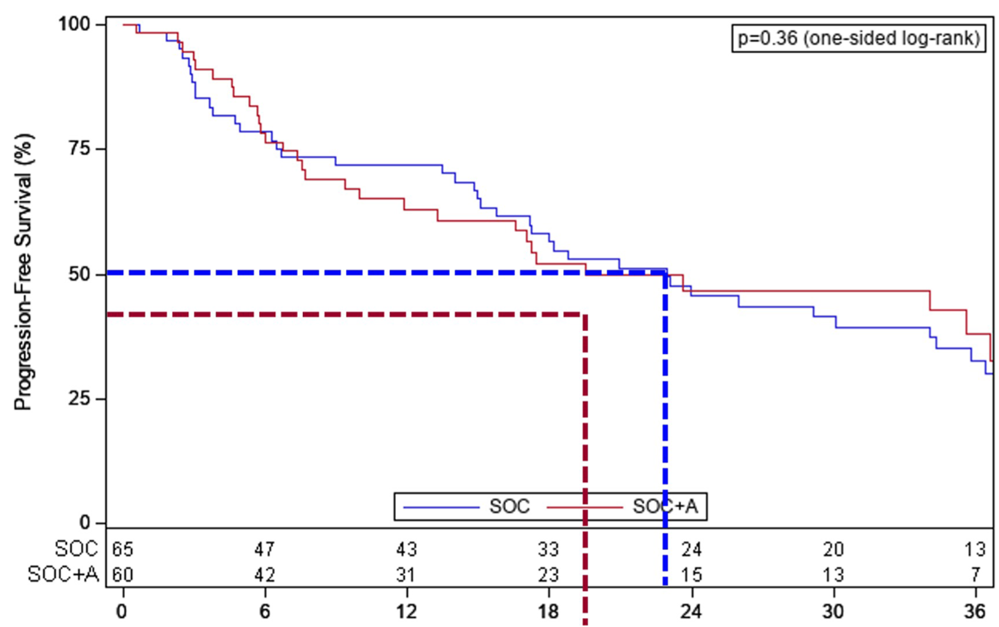 p=0.36 (one-sided log-rank)
Progression-Free Survival (%)
100
75
50
25
0
SOC SOC+A
SOC 65 47 43 33 24 20 13
SOC+A 60 42 31 23 15 13 7
0 6 12 18 24 30 36